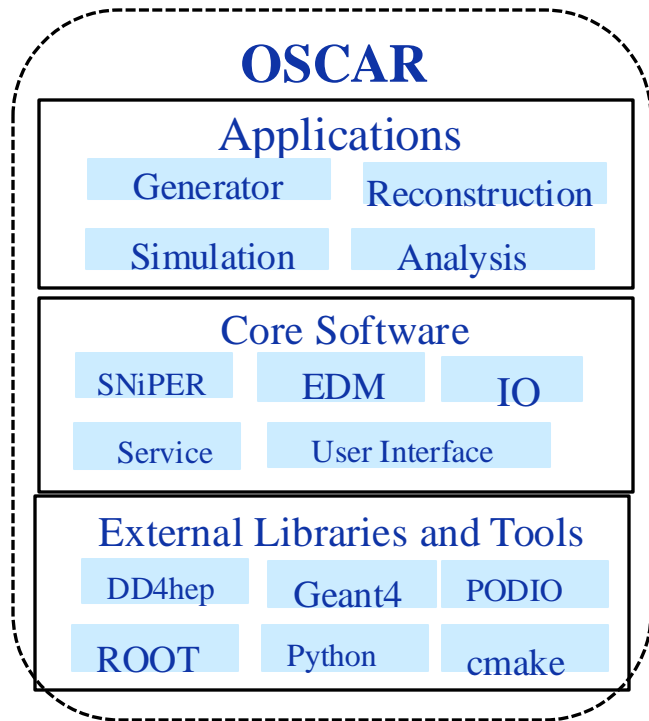 OSCAR
Applications
Generator Reconstruction
Simulation Analysis
Core Software
SNiPER EDM IO
Service User Interface
External Libraries and Tools
DD4hep Geant4 PODIO
ROOT Python cmake